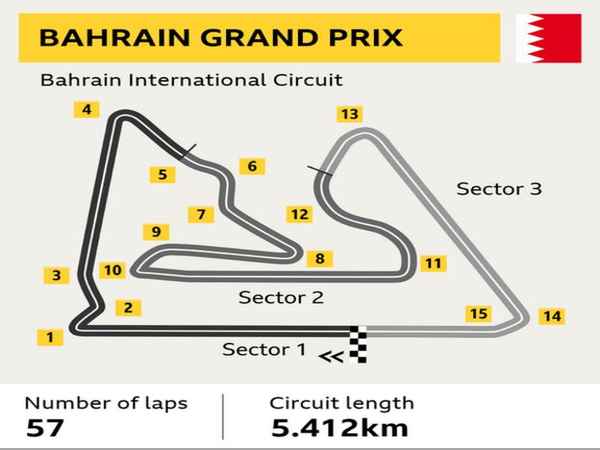 BAHRAIN GRAND PRIX
Bahrain International Circuit
4
13
5
6
Sector 3
7
12
9
8
11
3
10
Sector 2
2
15
14
1
Sector 1 <<
Number of laps
57
Circuit length
5.412km